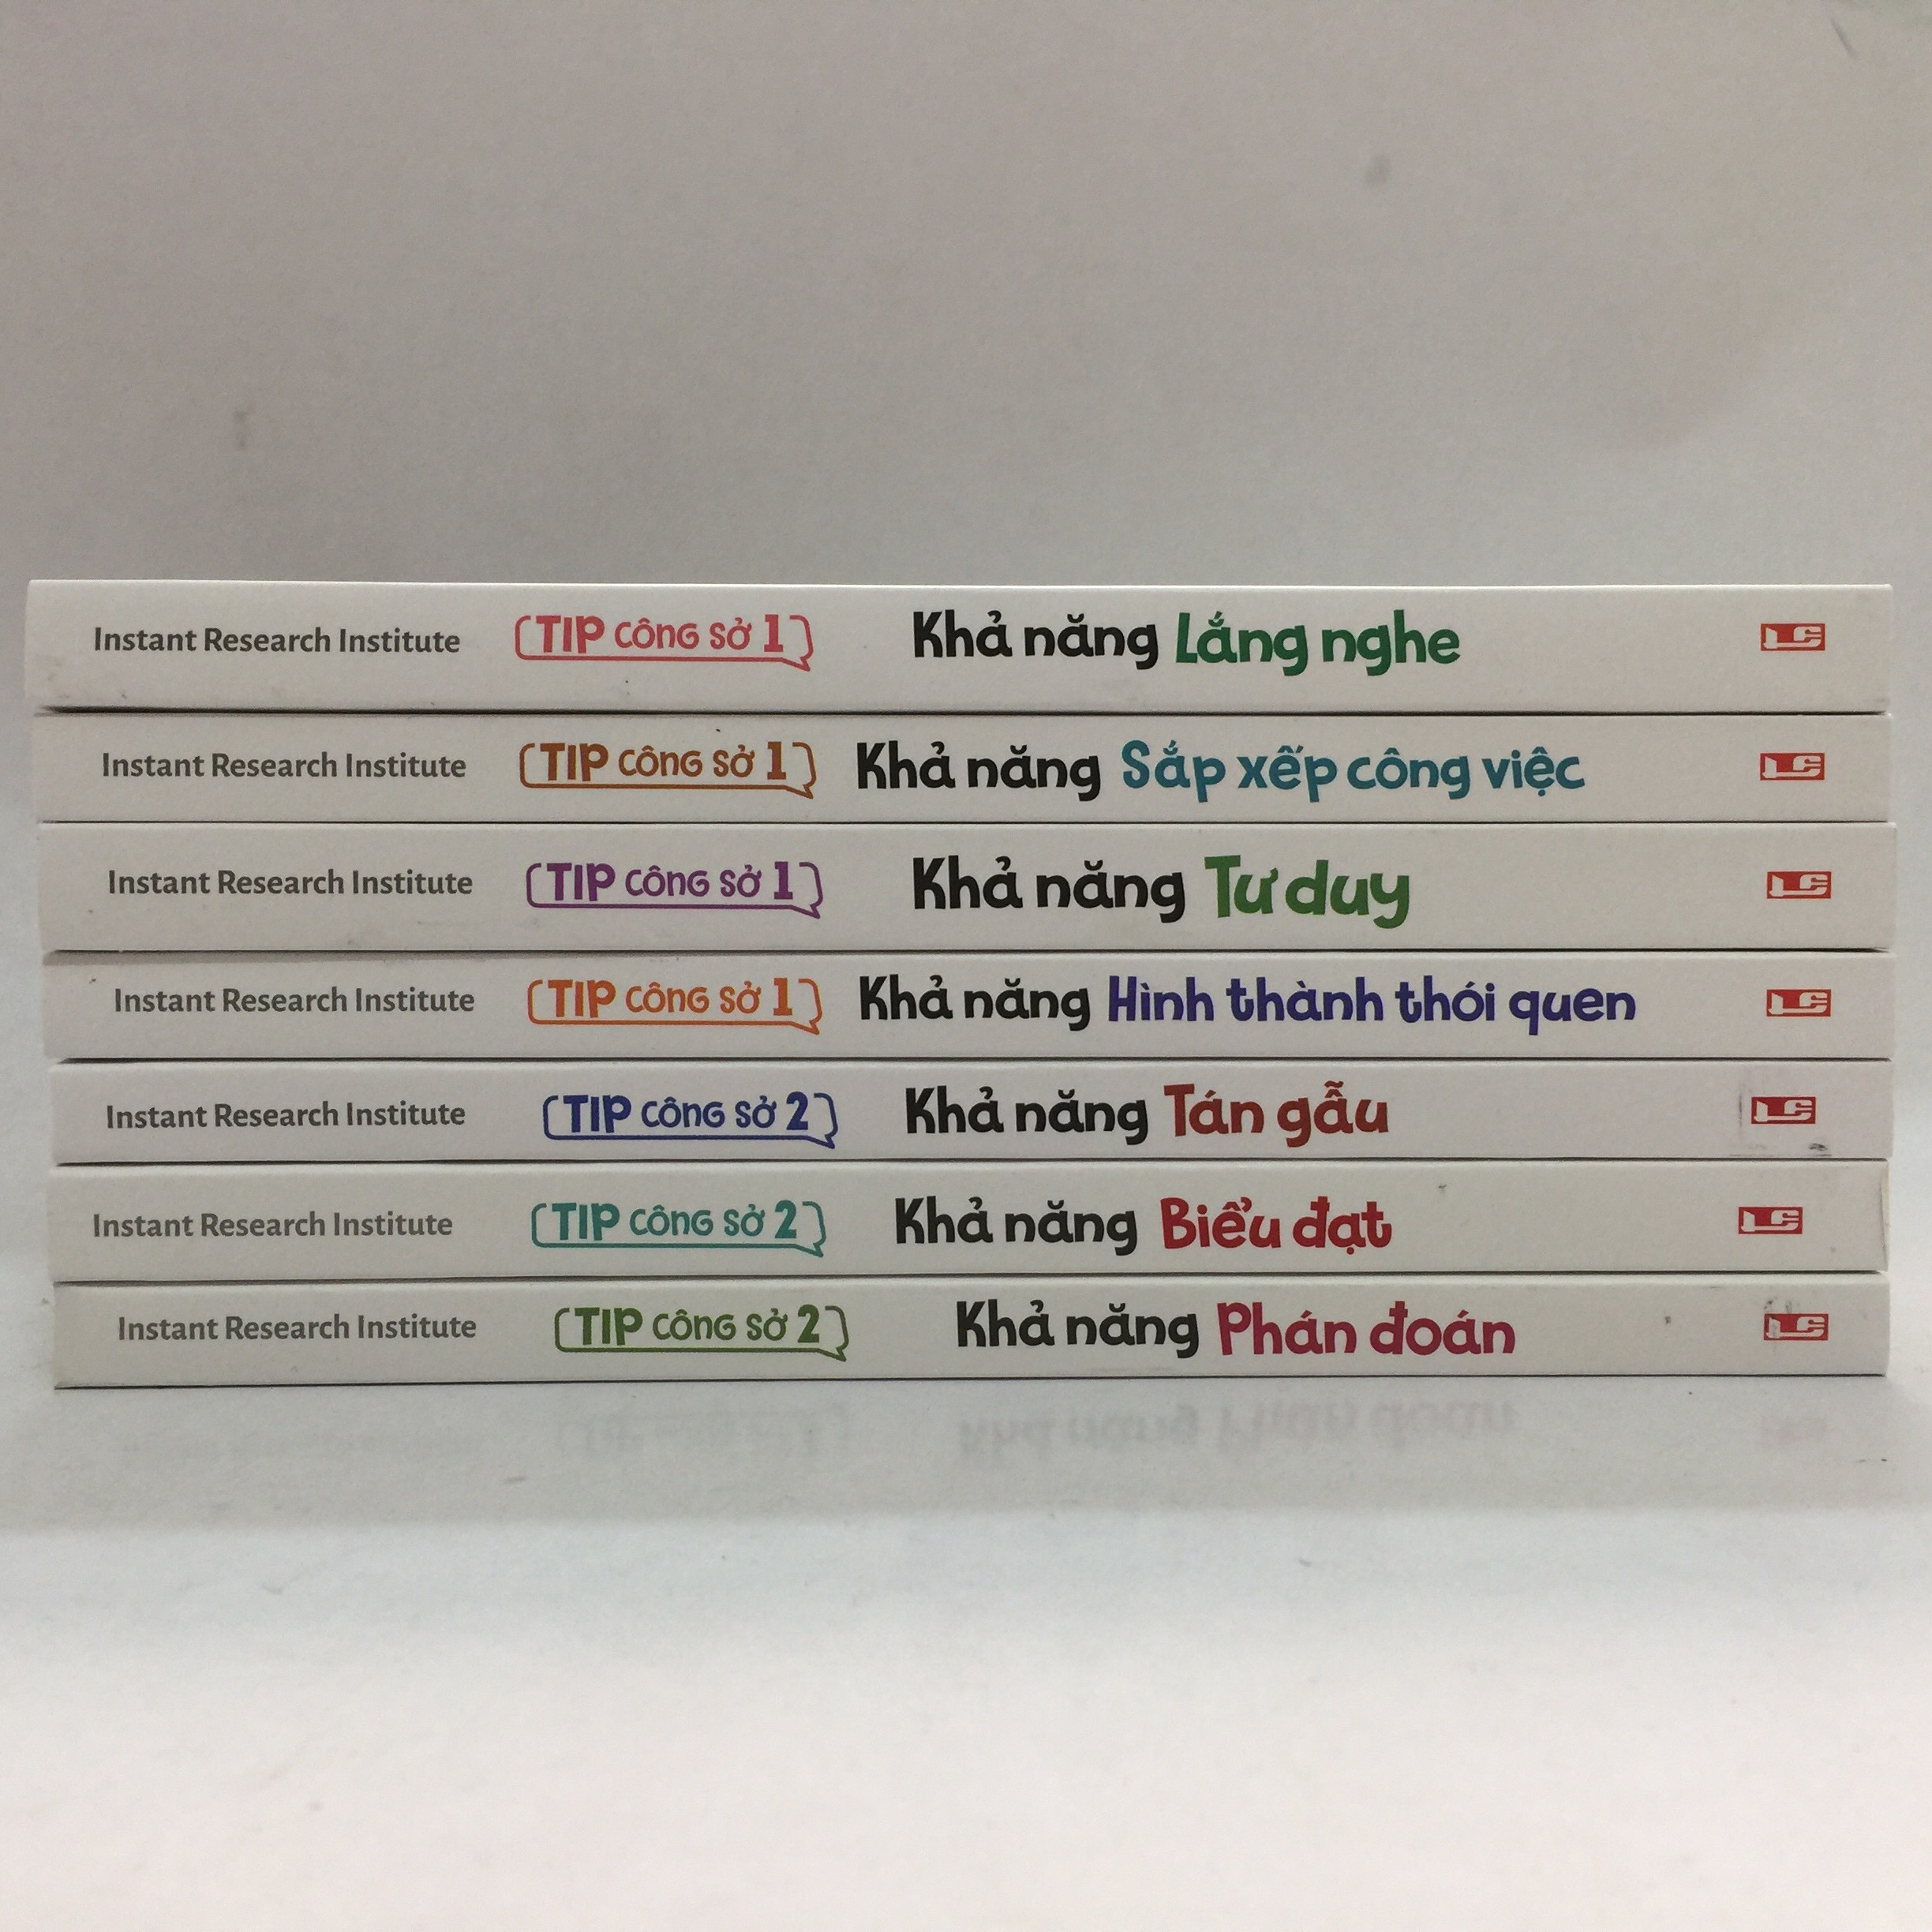 Instant Research Institute TIP công sở 1 Khả năng Lắng nghe
Instant Research Institute TIP công sở 1 Khả năng Sắp xếp công việc
Instant Research Institute TIP công sở 1 Khả năng Tư duy
Instant Research Institute TIP công sở 1 Khả năng Hình thành thói quen
Instant Research Institute TIP công sở 2 Khả năng Tán gẫu
Instant Research Institute TIP công sở 2 Khả năng Biểu đạt
Instant Research Institute TIP công sở 2 Khả năng Phán đoán